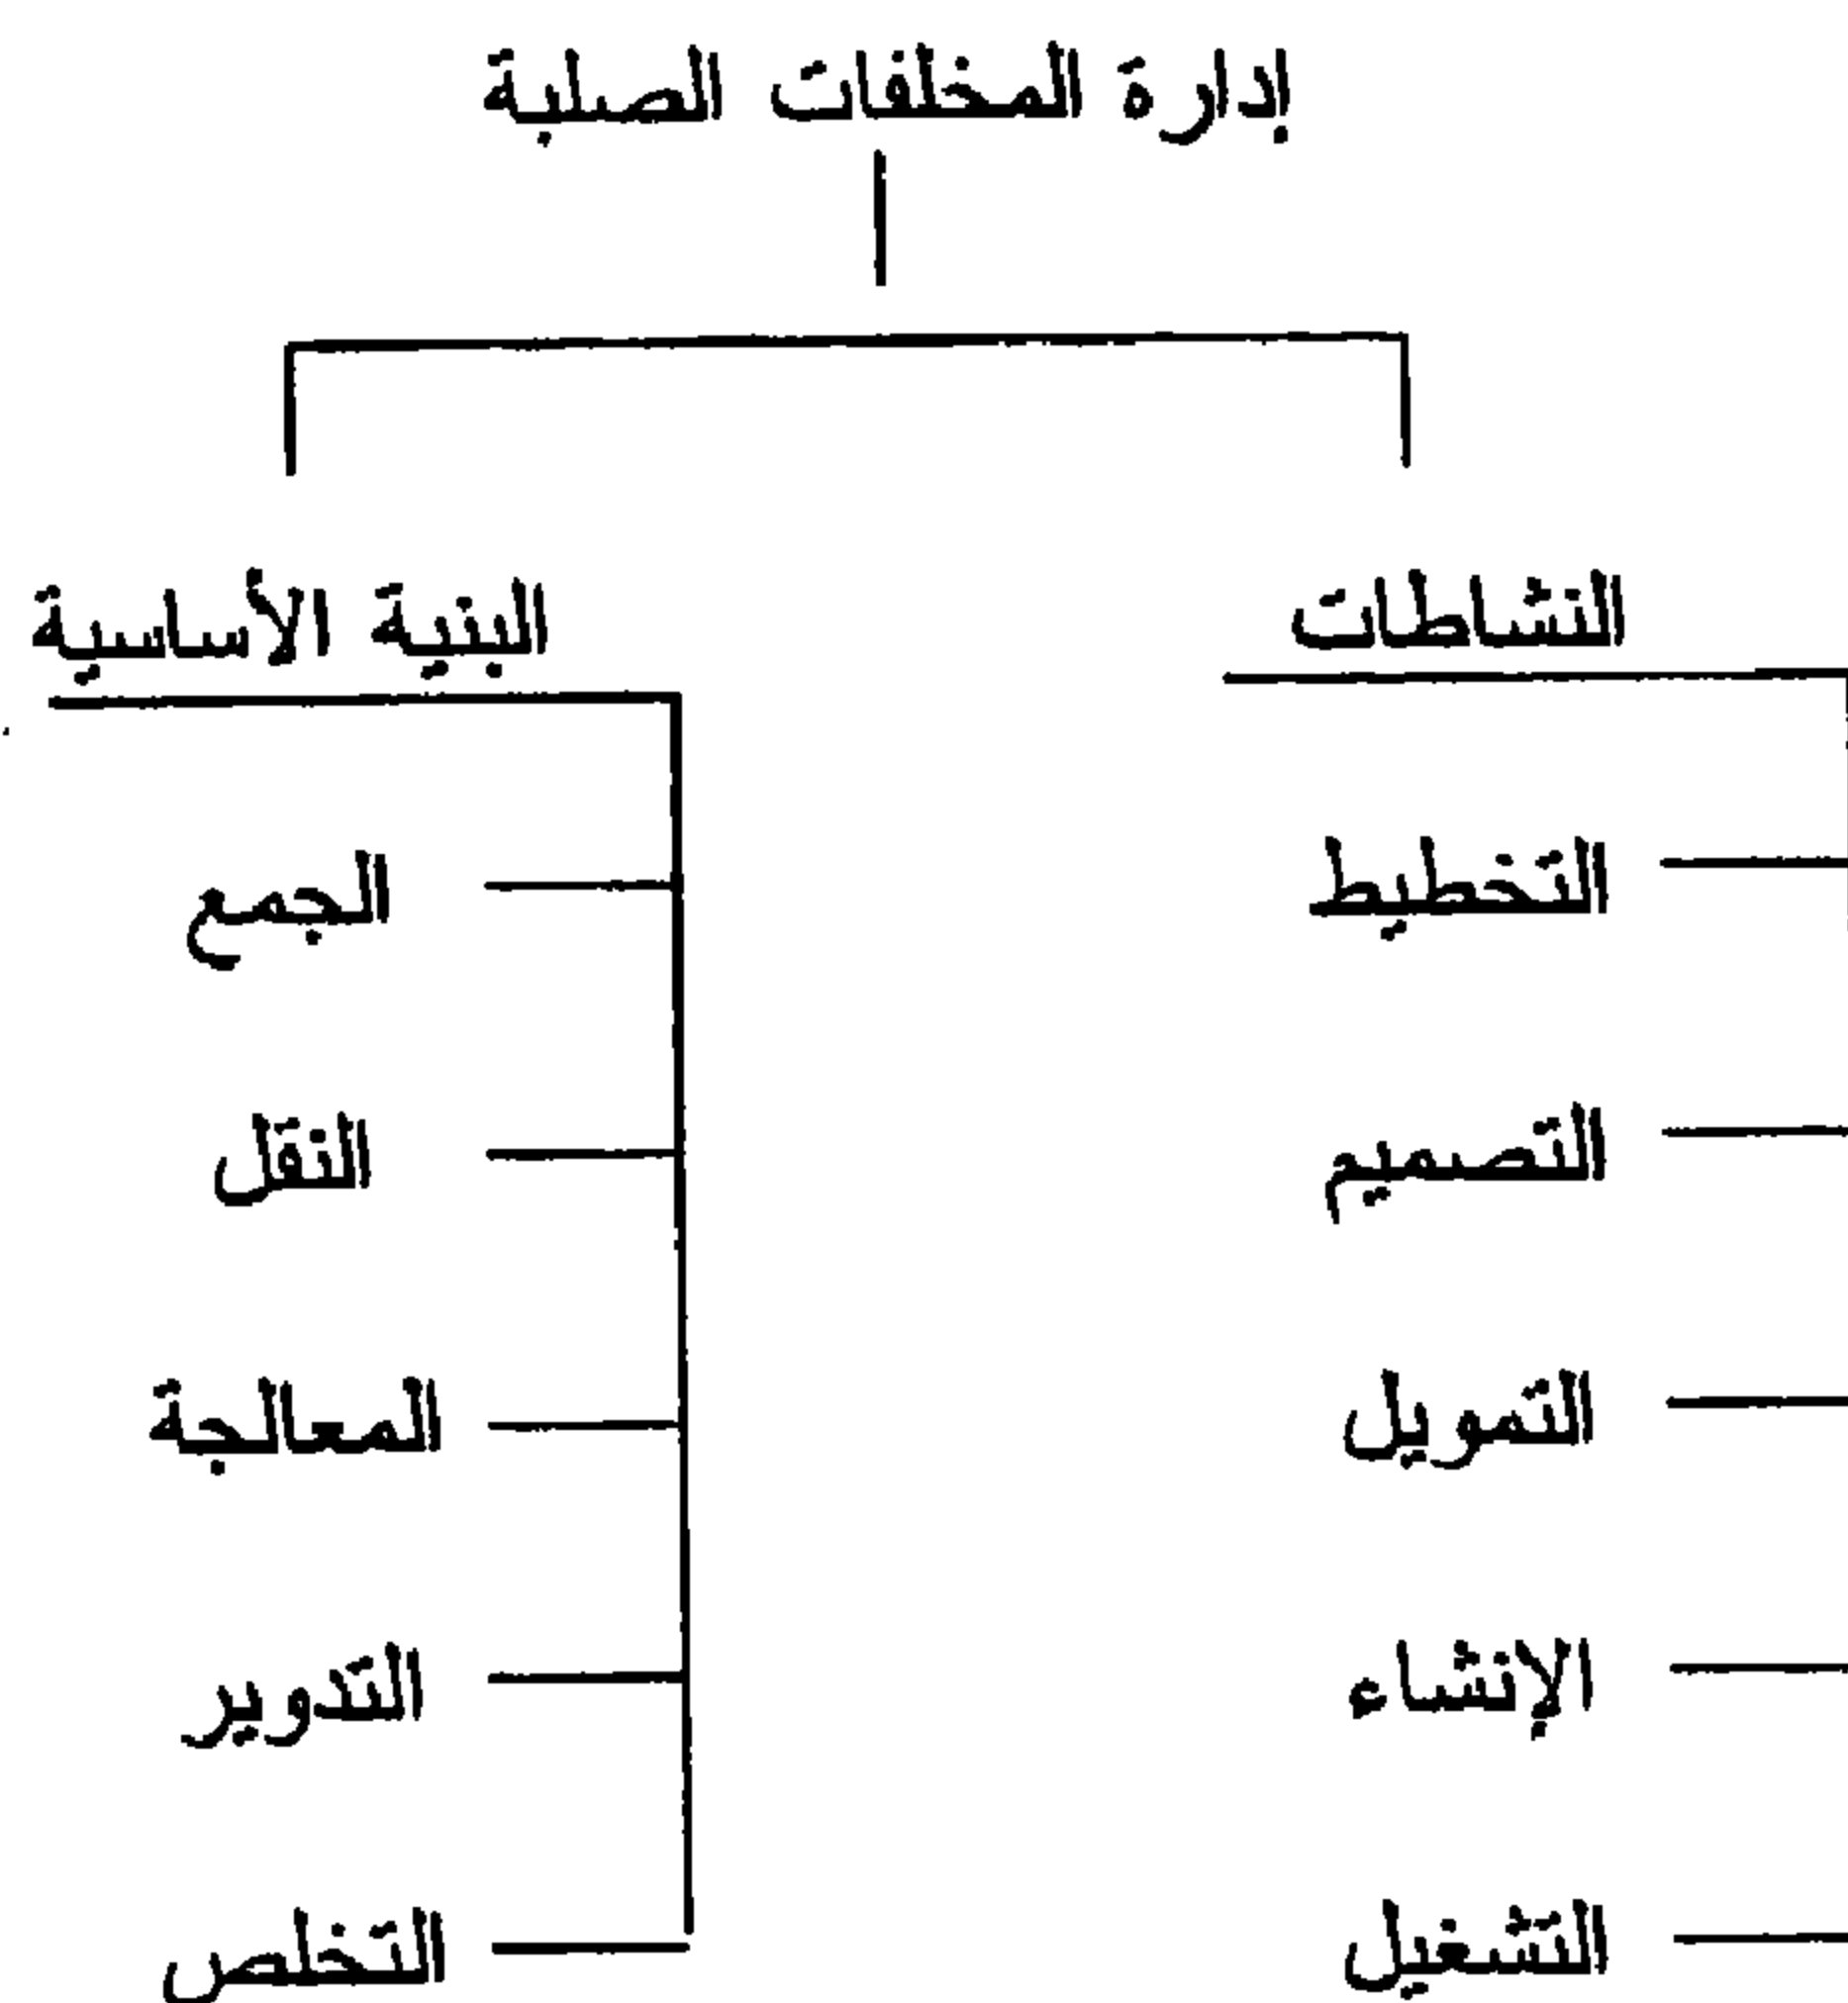 إدارة المخلفات الصلبة
النشاطات
البنية الأساسية
التخطيط
الجمع
التصميم
النقل
التمويل
المعالجة
الإنشاء
التدوير
التشغيل
التخلص